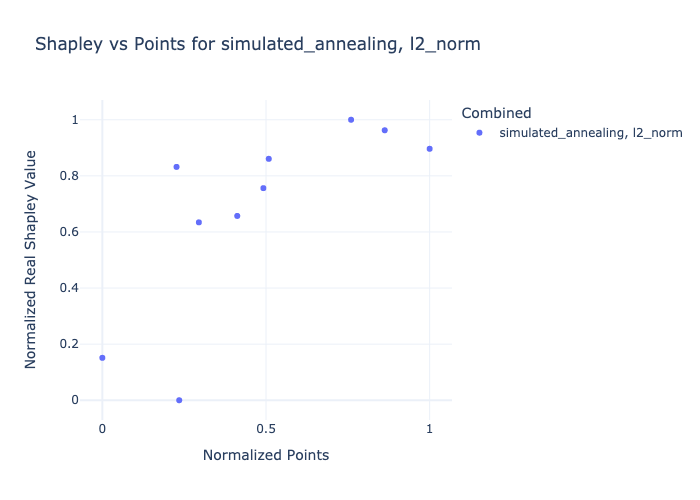 Shapley vs Points for simulated_annealing, l2_norm
Combined
simulated_annealing, l2_norm
Normalized Real Shapley Value
1
0.8
0.6
0.4
0.2
0
0
0.5
1
Normalized Points